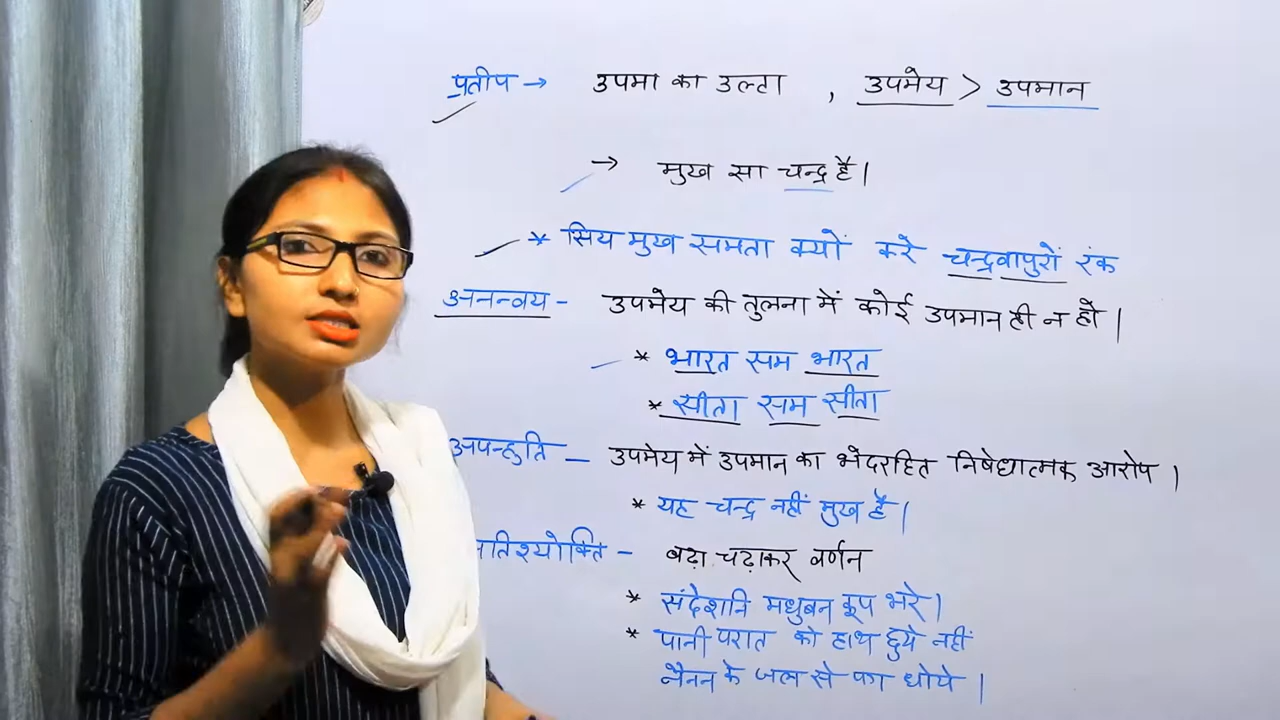 प्रतीप → उपमा का उल्टा , उपमेय > उपमान
→ मुख सा चन्द्र है।
* सिय मुख समता क्यों करे चन्द्रवापुरों रंक
अनन्वय - उपमेय की तुलना में कोई उपमान ही न हो।
* भारत सम भारत
* सीता सम सीता
अपन्हुति – उपमेय में उपमान का भेदरहित निषेधात्मक आरोप।
* यह चन्द्र नहीं मुख है।
तिश्योक्ति - बढ़ा चढ़ाकर वर्णन
* संदेशनि मधुबन कूप भरे।
* पानी परात को हाथ छुये नहीं
नैनन के जल से पग धोये।